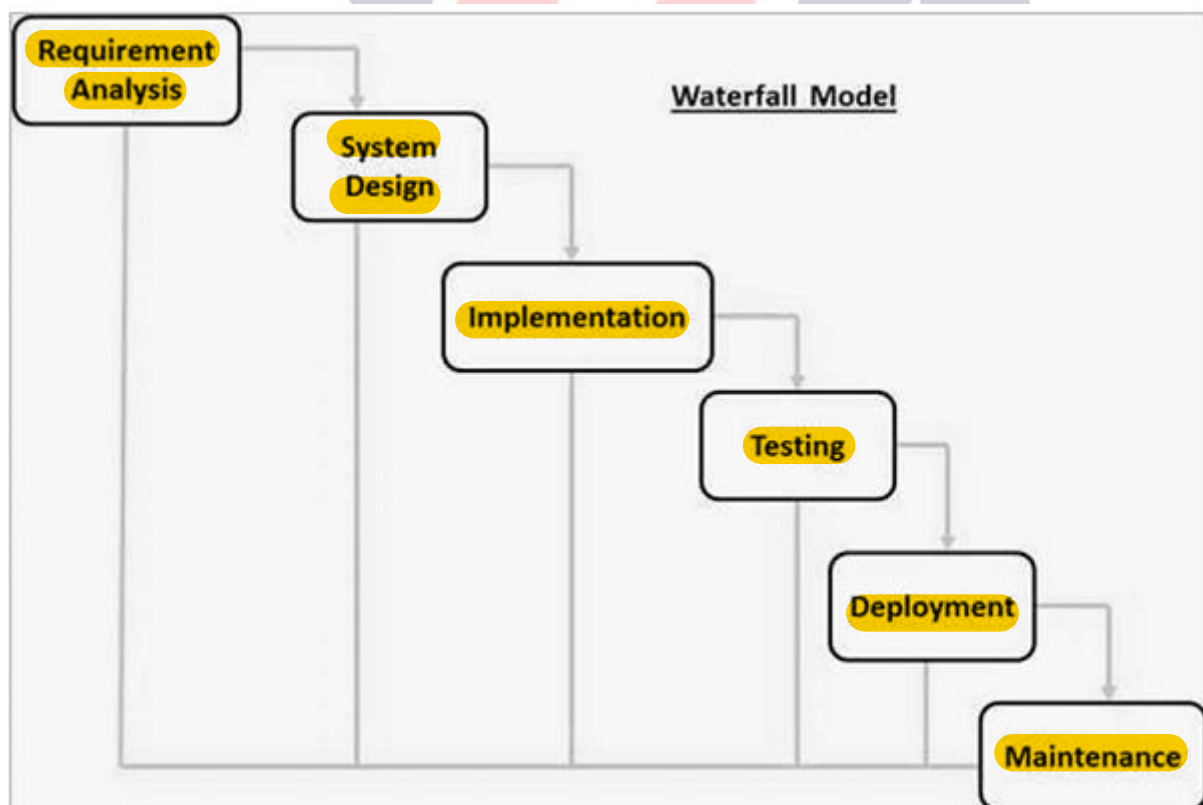 Requirement
Analysis
Waterfall Model
System
Design
Implementation
Testing
Deployment
Maintenance